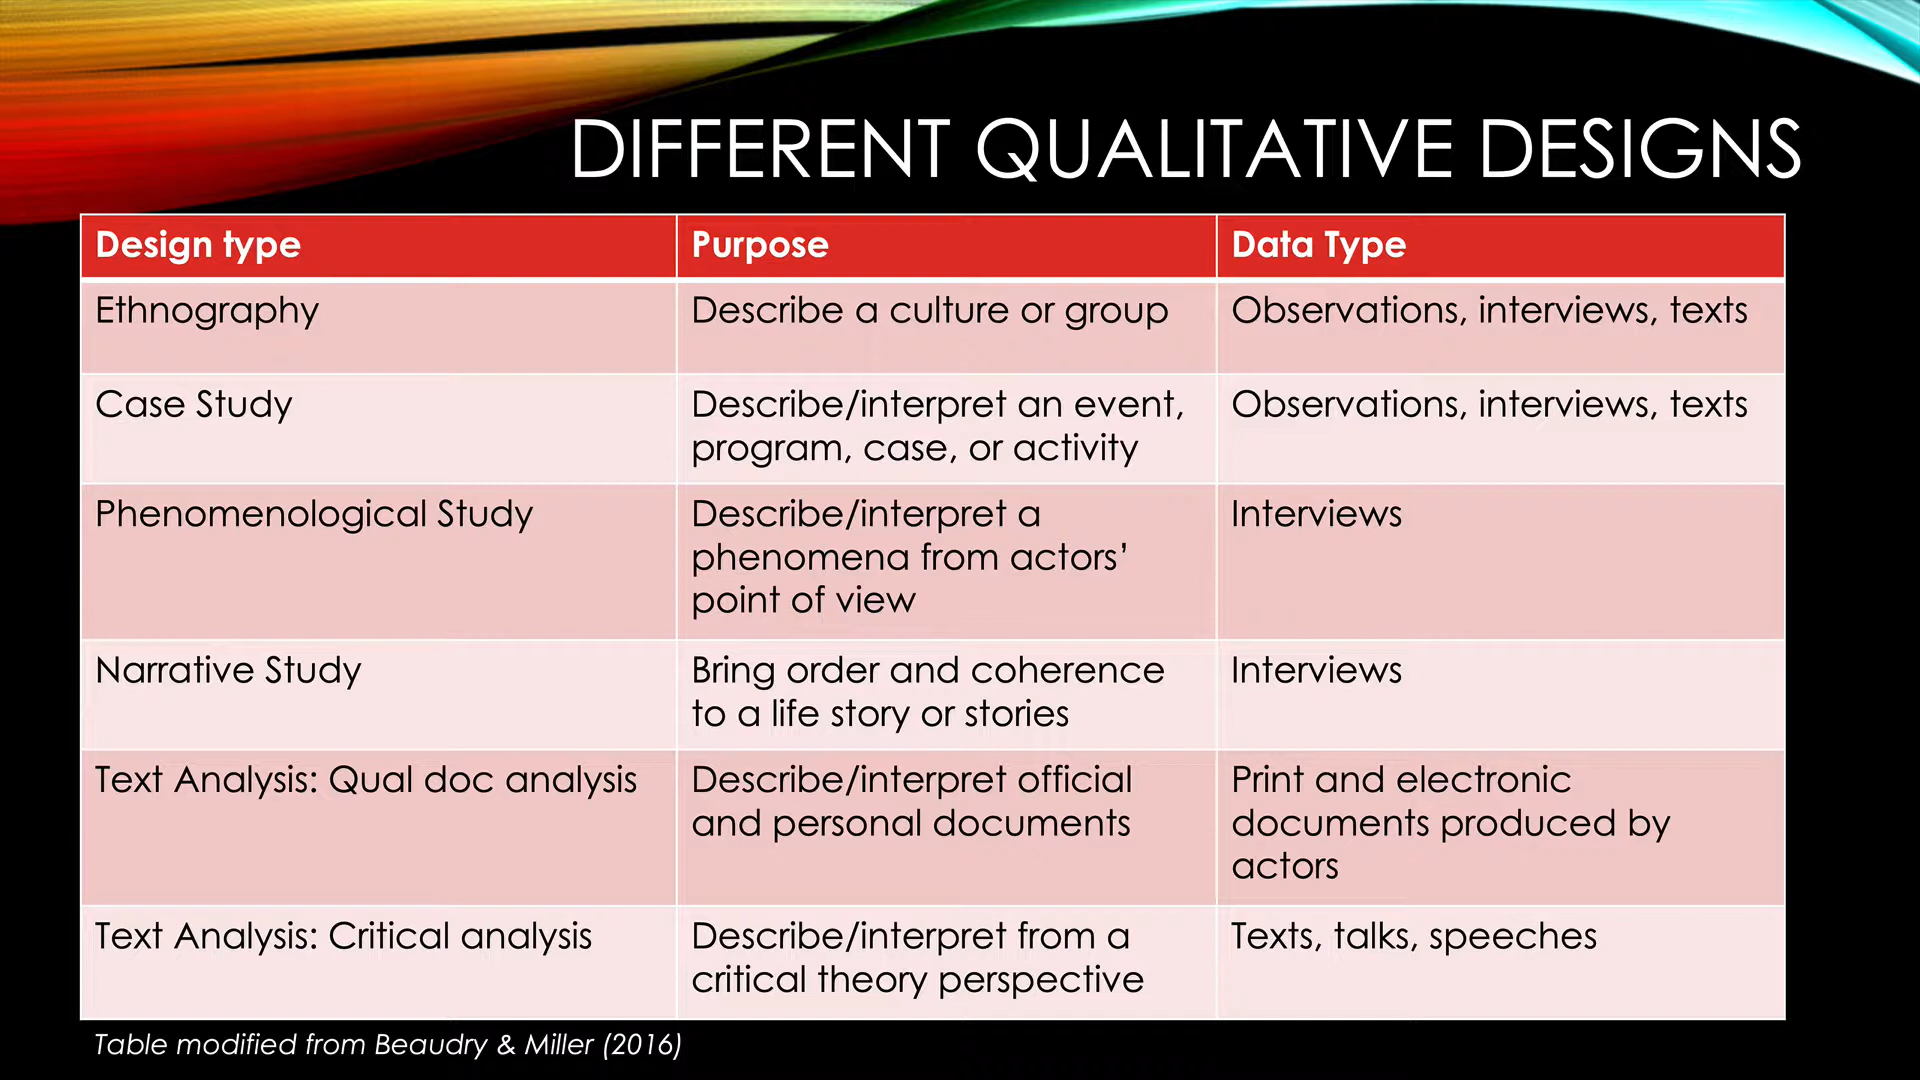 DIFFERENT QUALITATIVE DESIGNS
Design type
Purpose
Data Type
Ethnography
Describe a culture or group
Observations, interviews, texts
Case Study
Describe/interpret an event,
program, case, or activity
Observations, interviews, texts
Phenomenological Study
Describe/interpret a
phenomena from actors’
point of view
Interviews
Narrative Study
Bring order and coherence
to a life story or stories
Interviews
Text Analysis: Qual doc analysis
Describe/interpret official
and personal documents
Print and electronic
documents produced by
actors
Text Analysis: Critical analysis
Describe/interpret from a
critical theory perspective
Texts, talks, speeches
Table modified from Beaudry & Miller (2016)